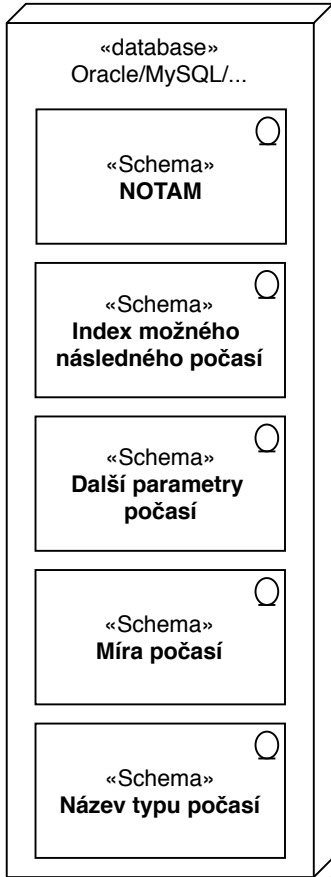 «database»
Oracle/MySQL/...
«Schema»
NOTAM
«Schema»
Index možného
následného počasí
«Schema»
Další parametry
počasí
«Schema»
Míra počasí
«Schema»
Název typu počasí